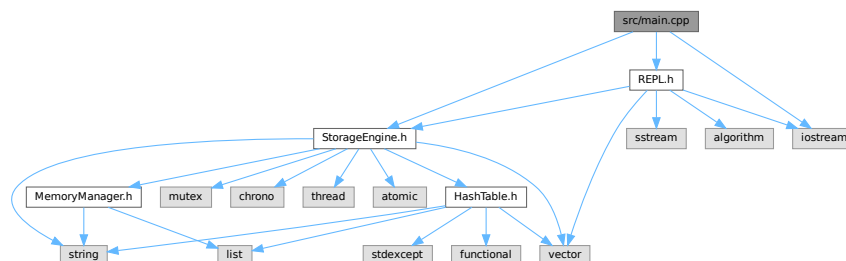 src/main.cpp
REPL.h
StorageEngine.h
sstream
algorithm
iostream
MemoryManager.h
mutex
chrono
thread
atomic
HashTable.h
string
list
stdexcept
functional
vector